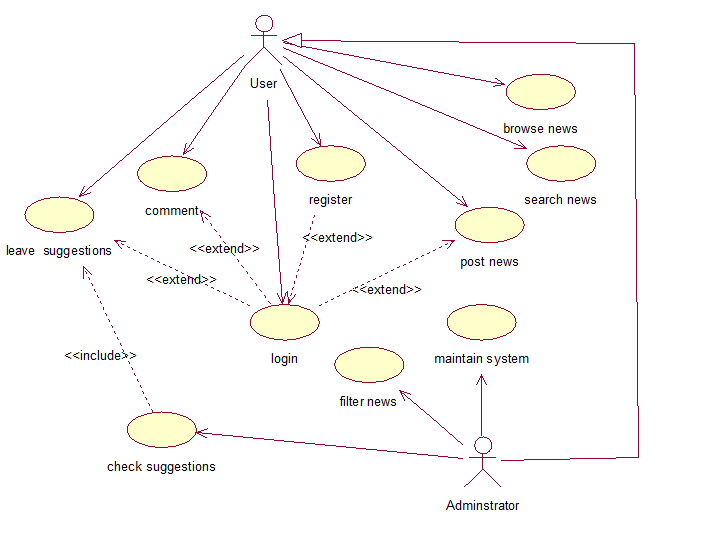 User
browse news
search news
register
comment
<<extend>>
<<extend>>
leave suggestions
post news
<<extend>>
<<extend>>
login
maintain system
<<include>>
filter news
check suggestions
Adminstrator